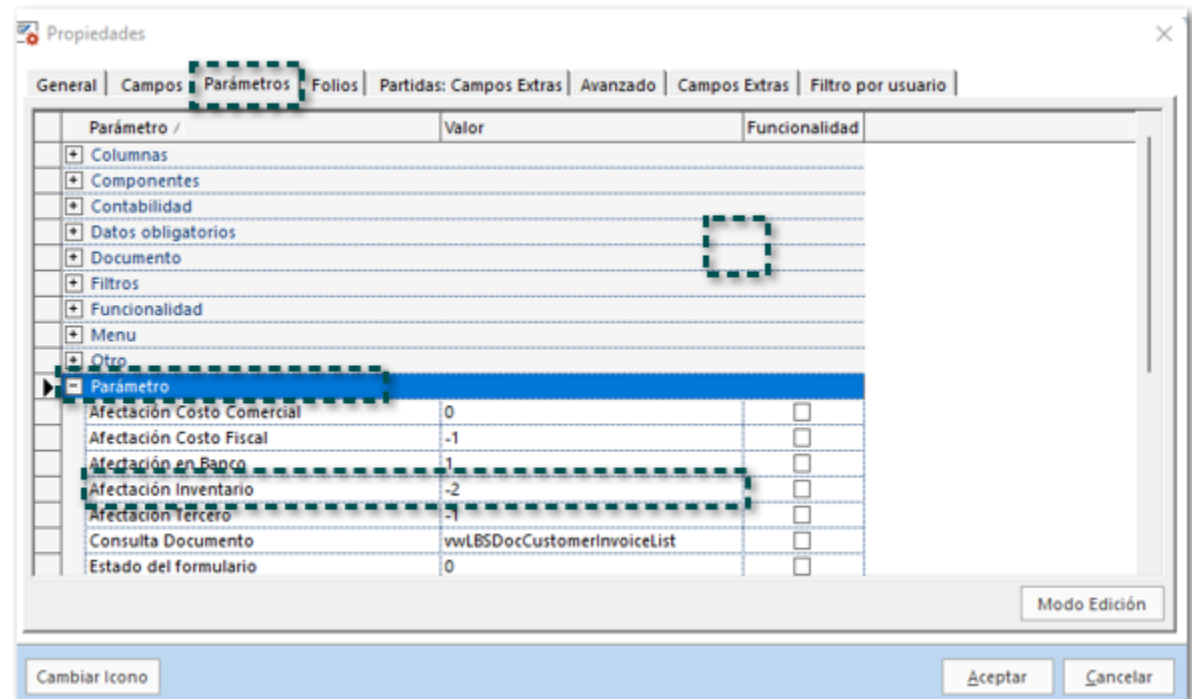 Propiedades
General Campos Parámetros Folios Partidas: Campos Extras Avanzado Campos Extras Filtro por usuario
Parámetro Valor Funcionalidad
Columnas
Componentes
Contabilidad
Datos obligatorios
Documento
Filtros
Funcionalidad
Menu
Otro
Parámetro
Afectación Costo Comercial 0
Afectación Costo Fiscal -1
Afectación en Banco 1
Afectación Inventario -2
Afectación Tercero -1
Consulta Documento vwLBSDocCustomerInvoiceList
Estado del formulario 0
Modo Edición
Cambiar Icono Aceptar Cancelar